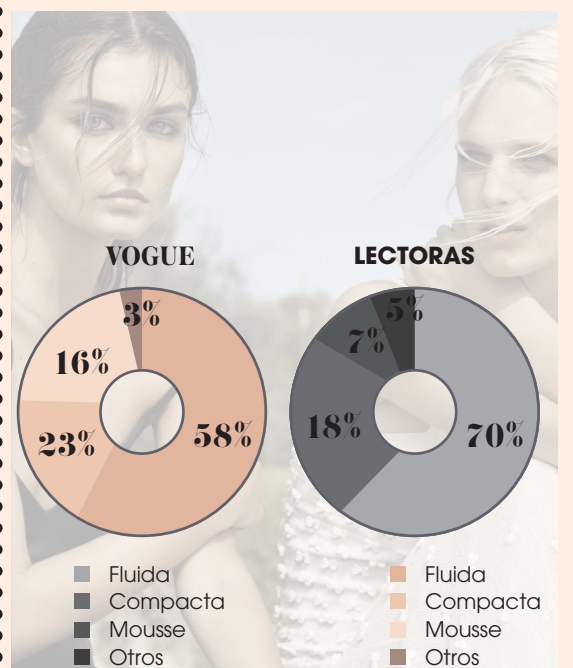 VOGUE
3%
16%
23%
58%
LECTORAS
5%
7%
18%
70%
Fluida
Compacta
Mousse
Otros
Fluida
Compacta
Mousse
Otros